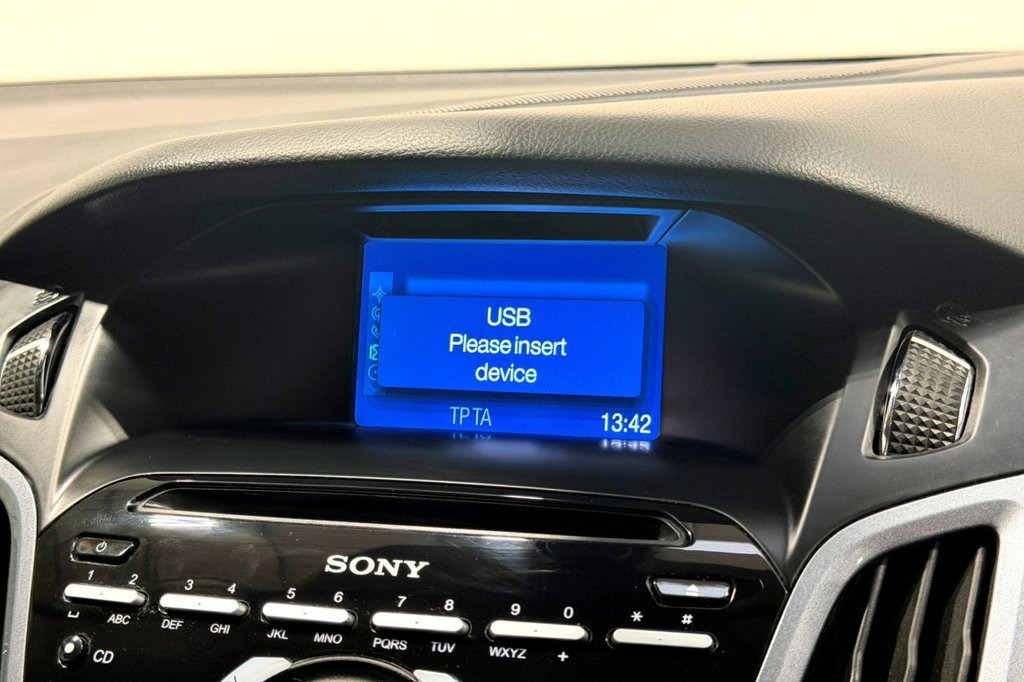 USB
Please insert
device
TP TA
13:42
SONY
1 2 3 4 5 6 7 8 9 0 * #
␣ ABC DEF GHI JKL MNO PQRS TUV WXYZ +
CD